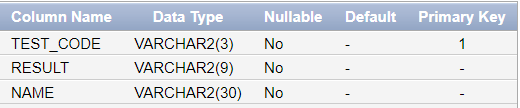 Column Name Data Type Nullable Default Primary Key
TEST_CODE VARCHAR2(3) No - 1
RESULT VARCHAR2(9) No - -
NAME VARCHAR2(30) No - -